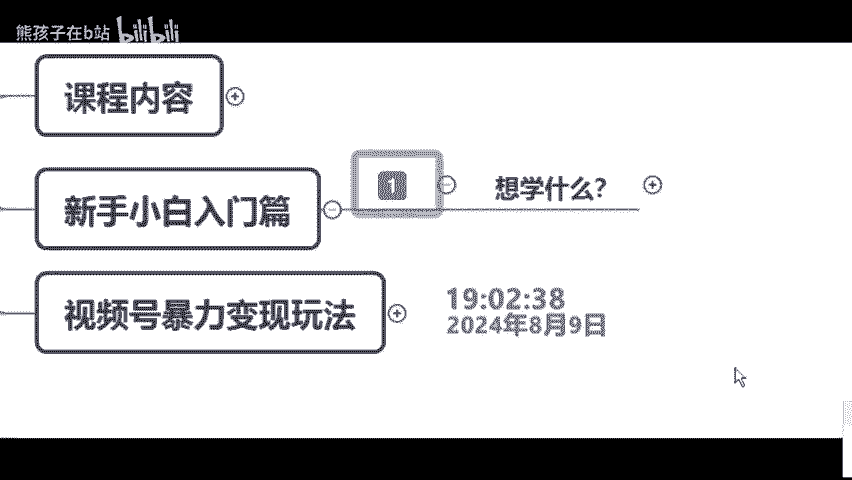 熊孩子在b站 bilibili
课程内容
1
新手小白入门篇
想学什么?
视频号暴力变现玩法
19:02:38
2024年8月9日